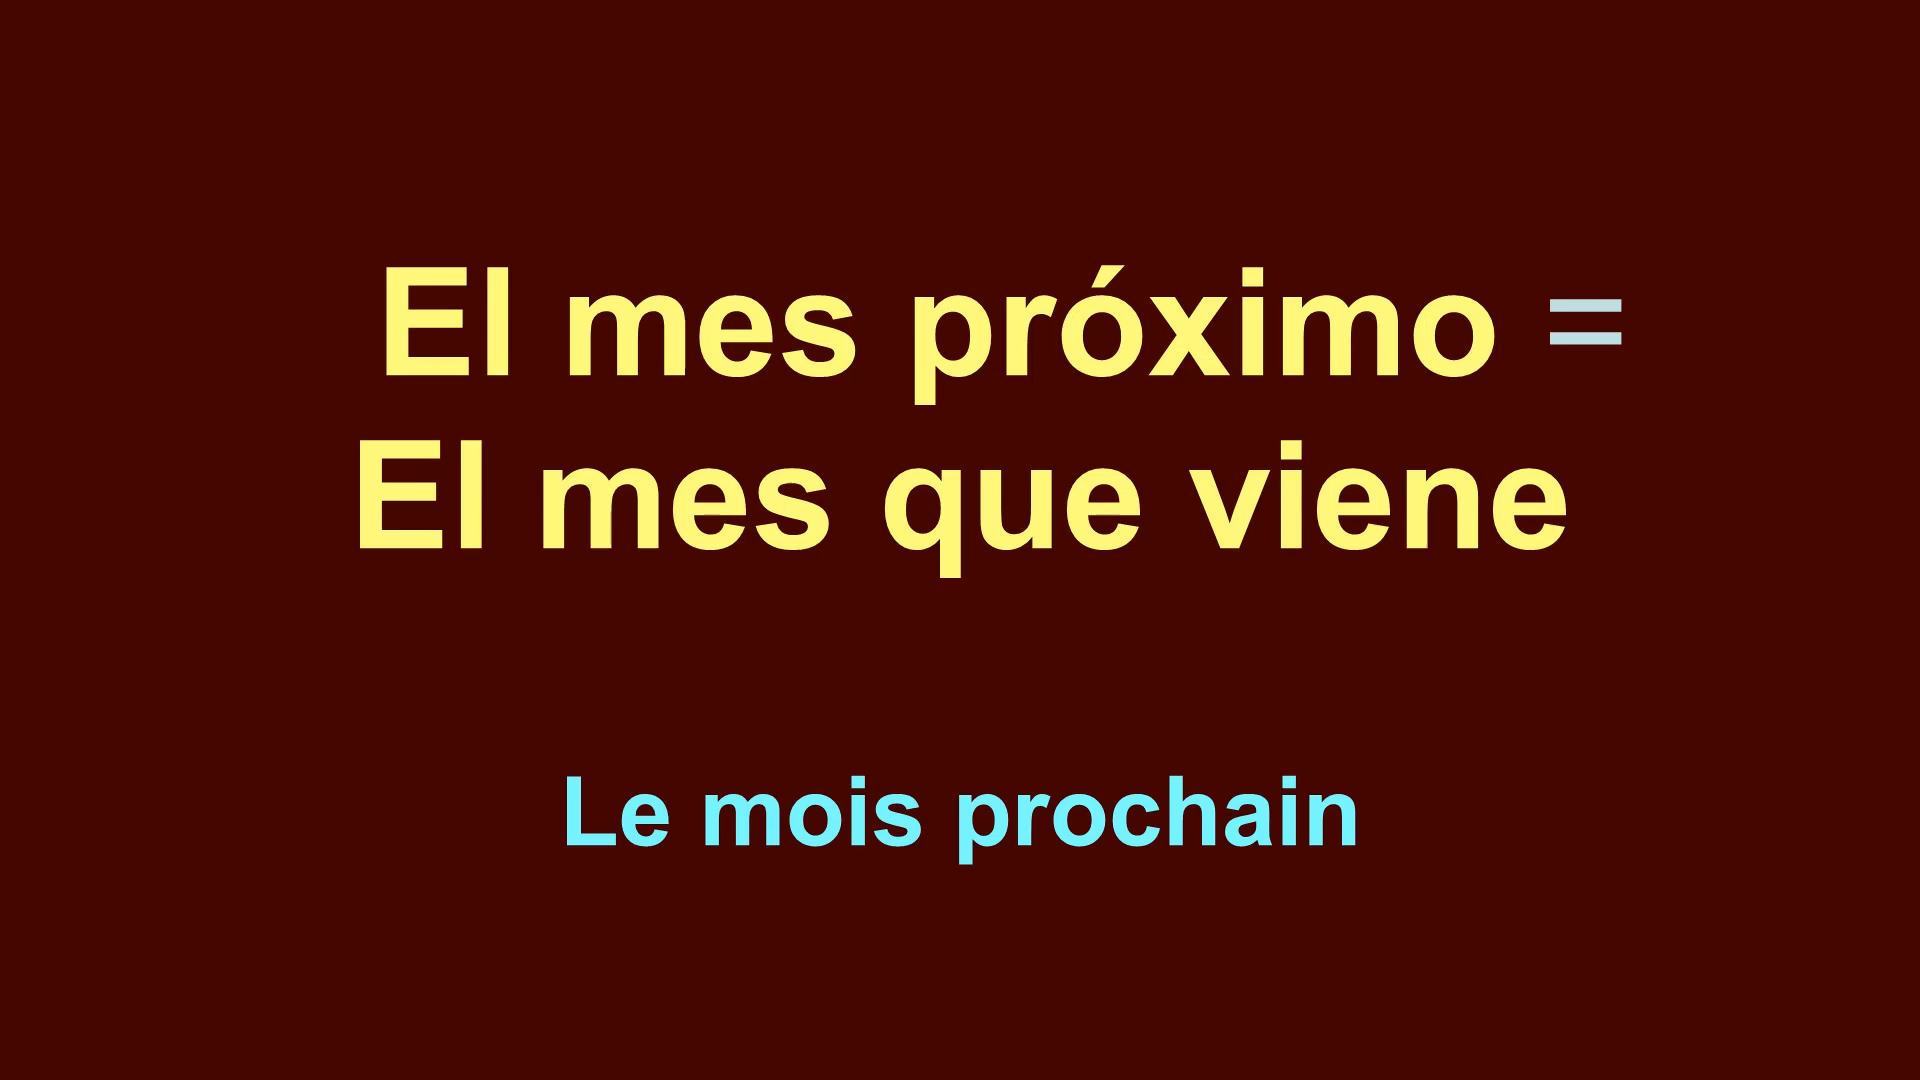 El mes próximo =
El mes que viene
Le mois prochain